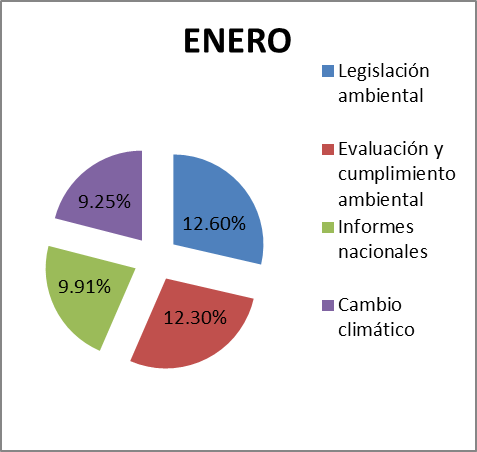 ENERO
Legislación
ambiental
Evaluación y
cumplimiento
ambiental
Informes
nacionales
Cambio
climático
9.25%
12.60%
9.91%
12.30%